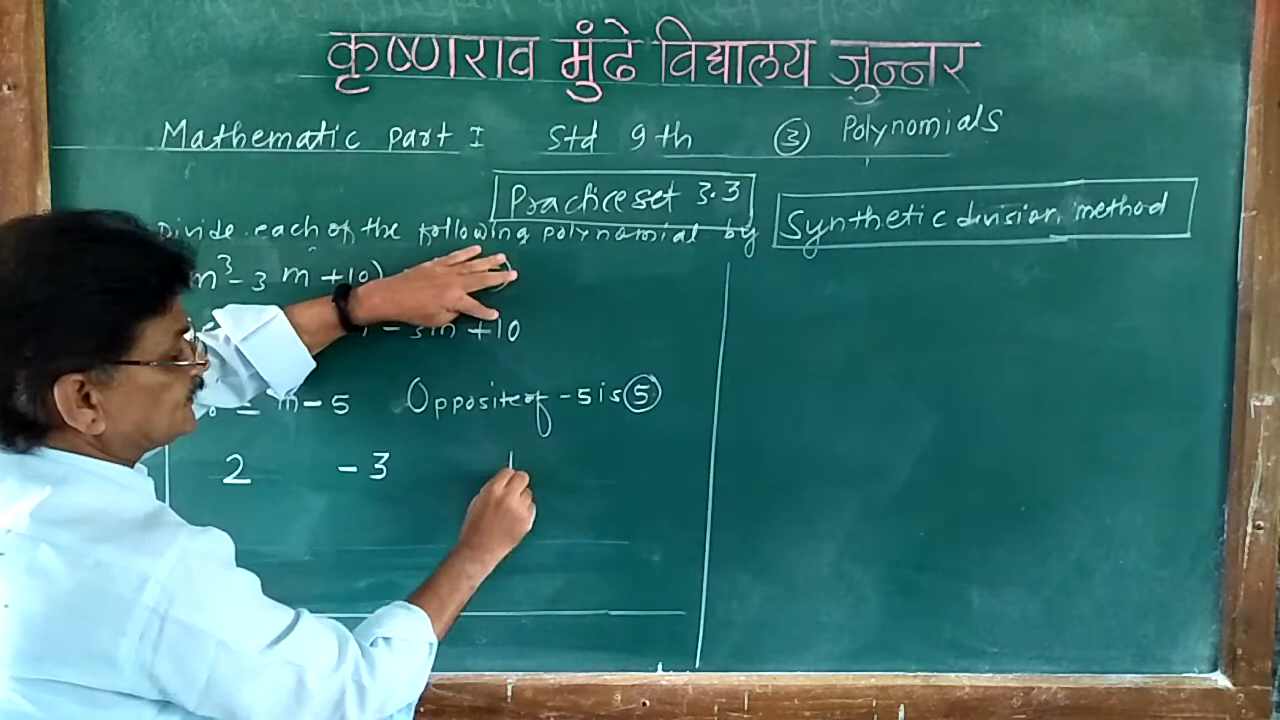 कृष्णराव मुंढे विद्यालय जुन्नर
Mathematic part I std 9th ③ Polynomials
Practice set 3.3
Divide each of the following polynomial by Synthetic division method
m³ - 3m + 10)
- 3m + 10
= m - 5 Opposite of -5 is ⑤
2 -3